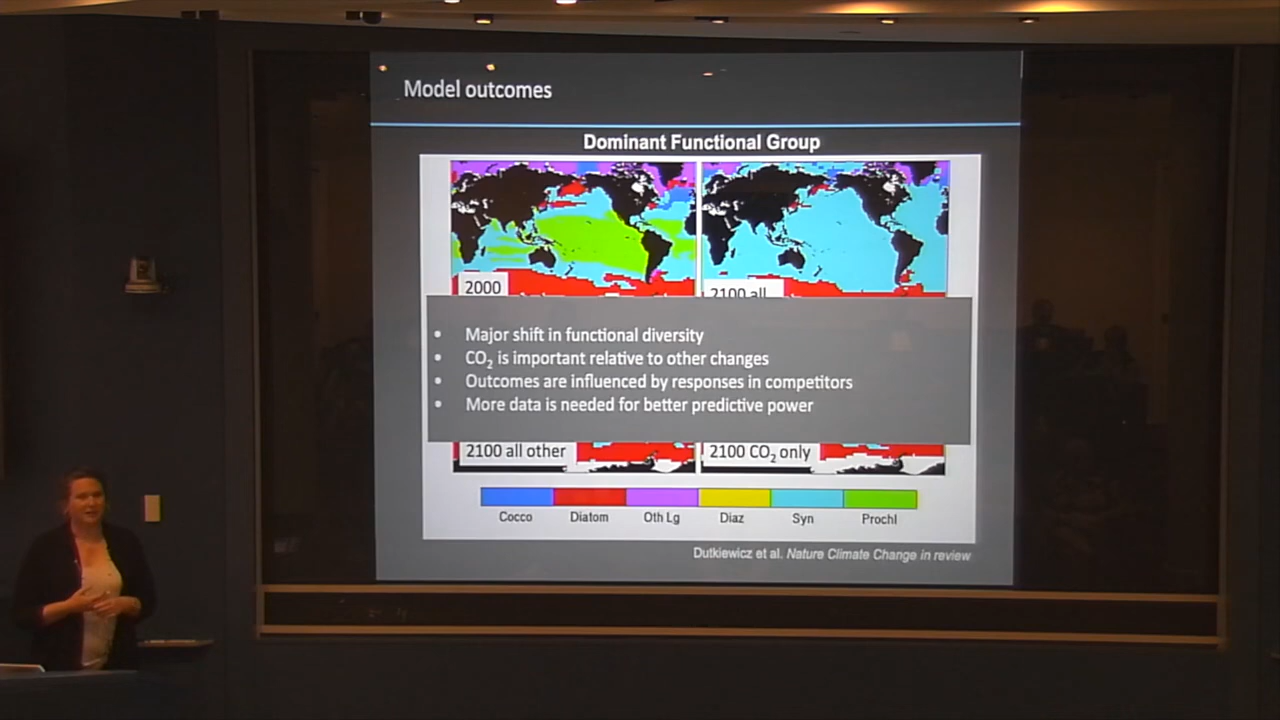 Model outcomes
Dominant Functional Group
2000
2100 all
• Major shift in functional diversity
• CO₂ is important relative to other changes
• Outcomes are influenced by responses in competitors
• More data is needed for better predictive power
2100 all other
2100 CO₂ only
Cocco Diatom Oth Lg Diaz Syn Prochl
Dutkiewicz et al. Nature Climate Change in review